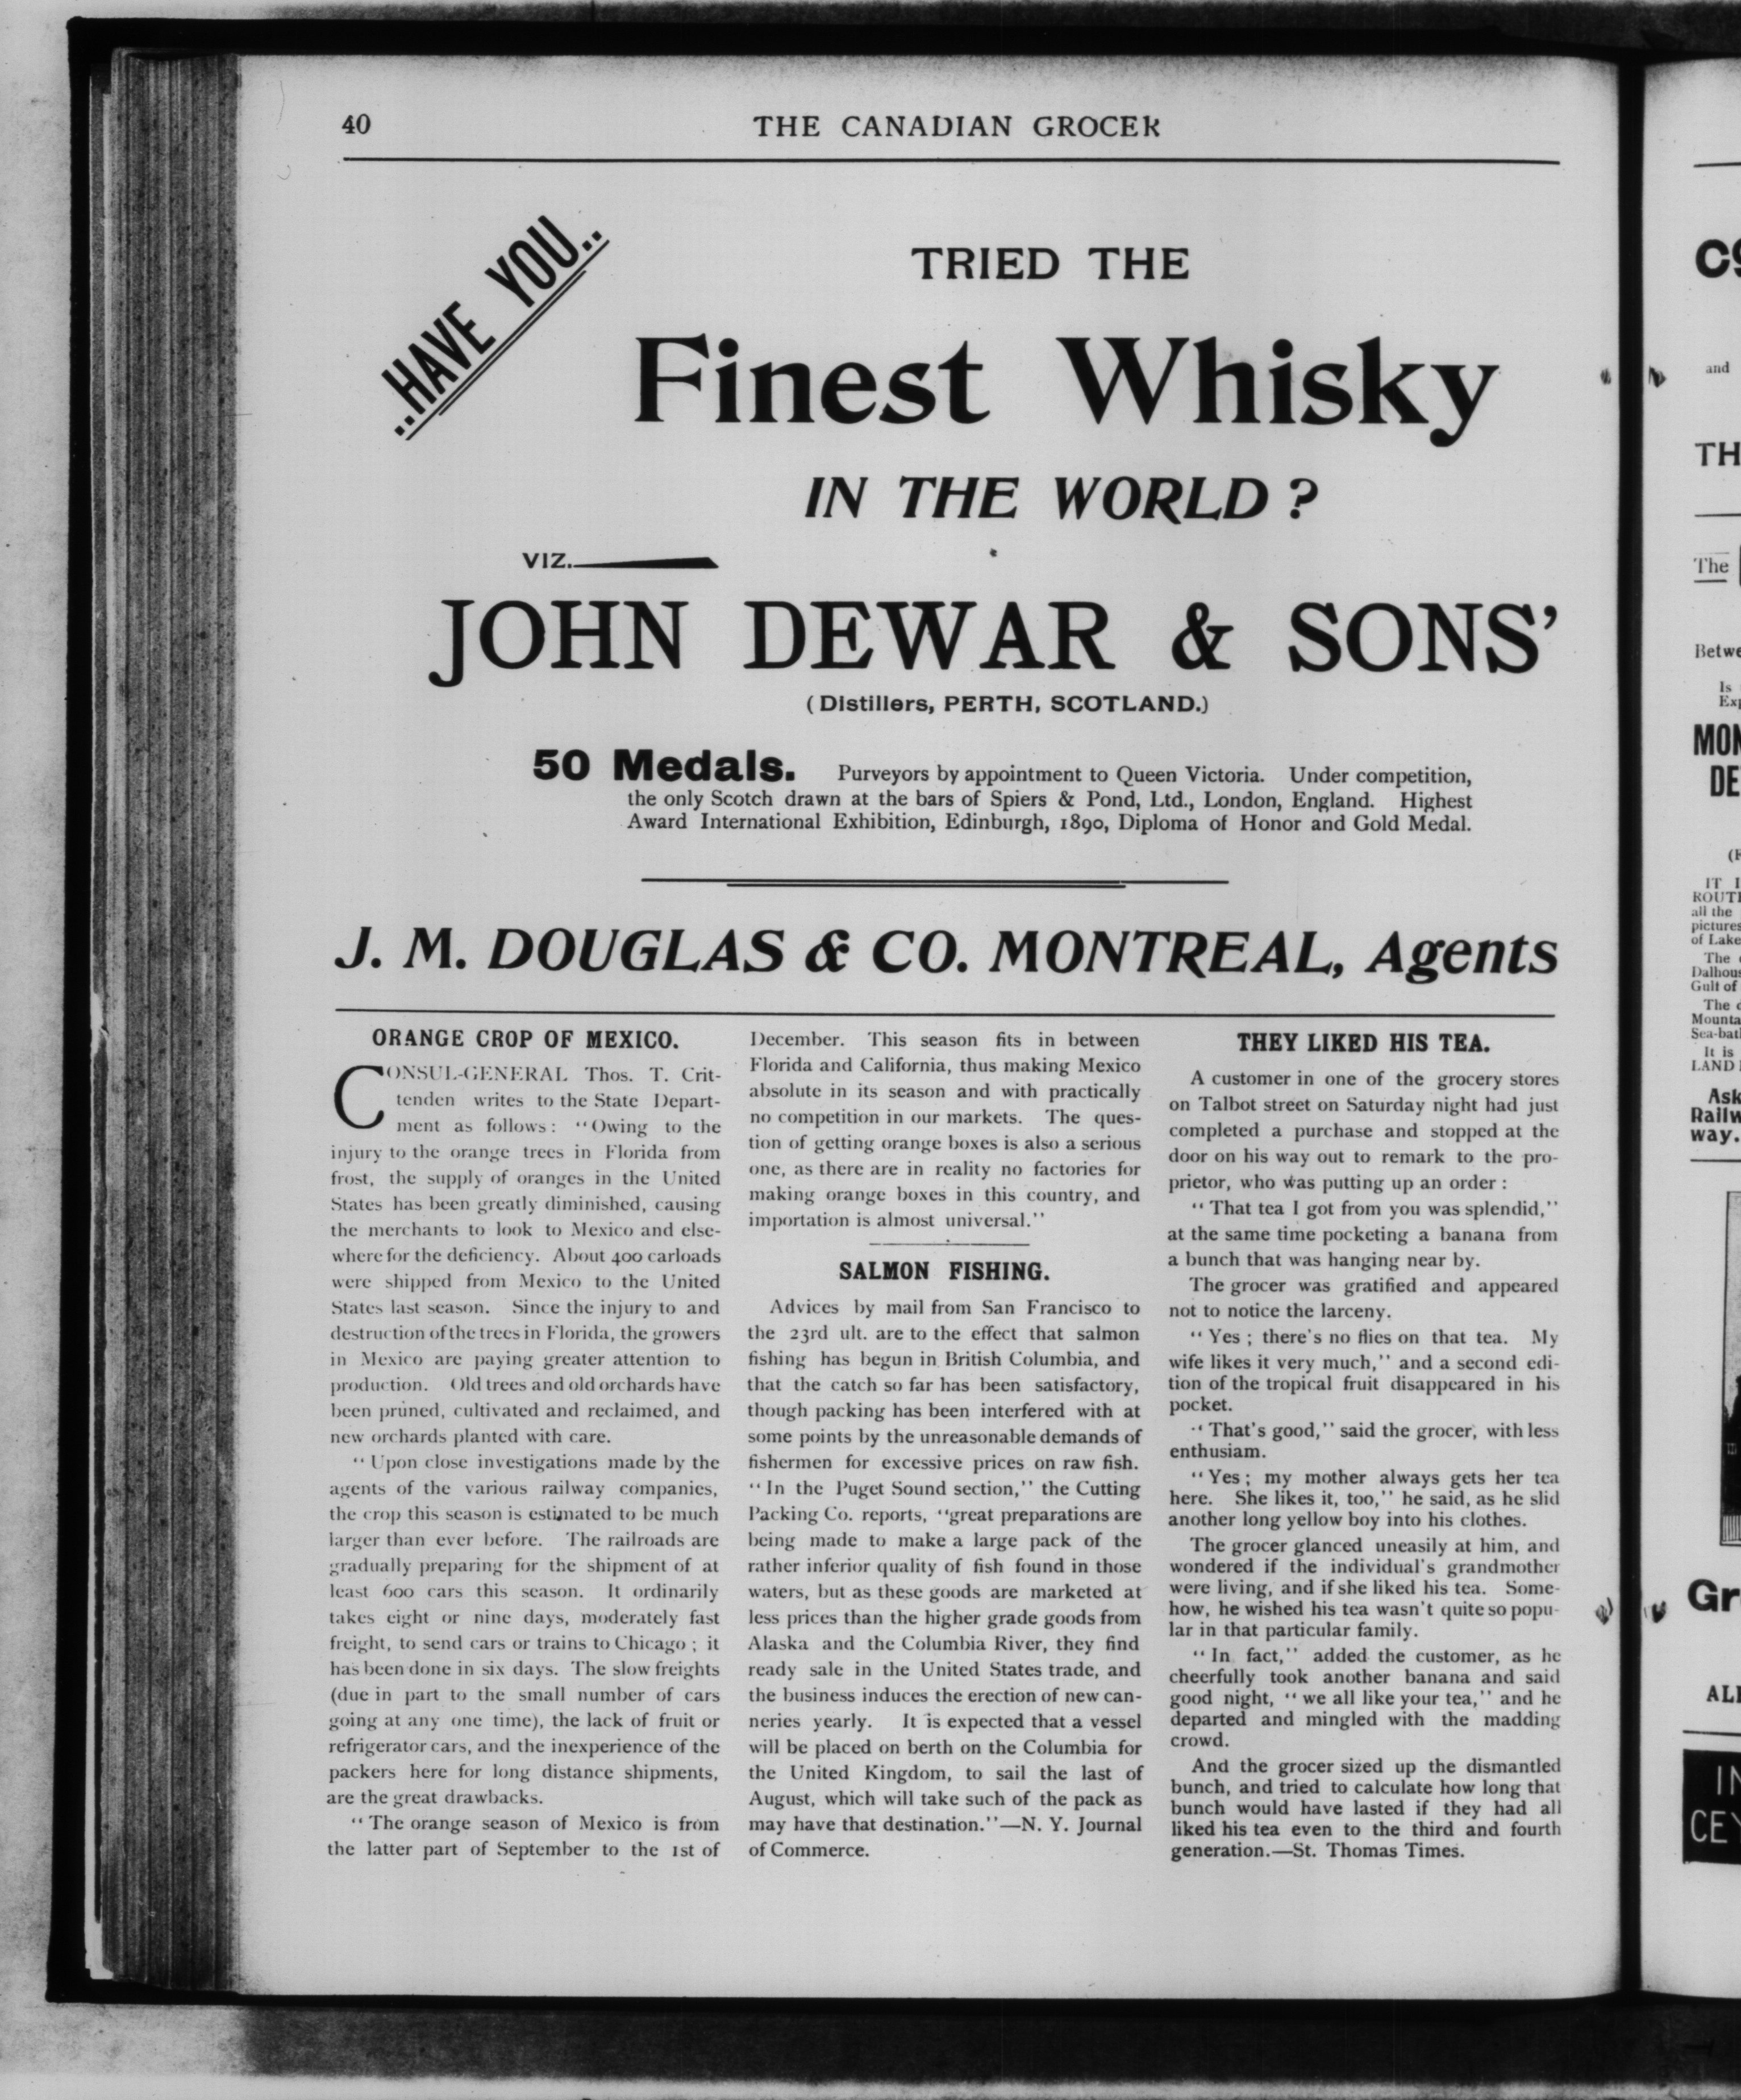 40
THE CANADIAN GROCER
..HAVE YOU..
TRIED THE
Finest Whisky
IN THE WORLD ?
VIZ.
JOHN DEWAR & SONS'
(Distillers, PERTH, SCOTLAND.)
50 Medals. Purveyors by appointment to Queen Victoria. Under competition,
the only Scotch drawn at the bars of Spiers & Pond, Ltd., London, England. Highest
Award International Exhibition, Edinburgh, 1890, Diploma of Honor and Gold Medal.
J. M. DOUGLAS & CO. MONTREAL, Agents
ORANGE CROP OF MEXICO.
CONSUL-GENERAL Thos. T. Crit-
tenden writes to the State Depart-
ment as follows: "Owing to the
injury to the orange trees in Florida from
frost, the supply of oranges in the United
States has been greatly diminished, causing
the merchants to look to Mexico and else-
where for the deficiency. About 400 carloads
were shipped from Mexico to the United
States last season. Since the injury to and
destruction of the trees in Florida, the growers
in Mexico are paying greater attention to
production. Old trees and old orchards have
been pruned, cultivated and reclaimed, and
new orchards planted with care.
"Upon close investigations made by the
agents of the various railway companies,
the crop this season is estimated to be much
larger than ever before. The railroads are
gradually preparing for the shipment of at
least 600 cars this season. It ordinarily
takes eight or nine days, moderately fast
freight, to send cars or trains to Chicago ; it
has been done in six days. The slow freights
(due in part to the small number of cars
going at any one time), the lack of fruit or
refrigerator cars, and the inexperience of the
packers here for long distance shipments,
are the great drawbacks.
"The orange season of Mexico is from
the latter part of September to the 1st of
December. This season fits in between
Florida and California, thus making Mexico
absolute in its season and with practically
no competition in our markets. The ques-
tion of getting orange boxes is also a serious
one, as there are in reality no factories for
making orange boxes in this country, and
importation is almost universal."
SALMON FISHING.
Advices by mail from San Francisco to
the 23rd ult. are to the effect that salmon
fishing has begun in British Columbia, and
that the catch so far has been satisfactory,
though packing has been interfered with at
some points by the unreasonable demands of
fishermen for excessive prices on raw fish.
"In the Puget Sound section," the Cutting
Packing Co. reports, "great preparations are
being made to make a large pack of the
rather inferior quality of fish found in those
waters, but as these goods are marketed at
less prices than the higher grade goods from
Alaska and the Columbia River, they find
ready sale in the United States trade, and
the business induces the erection of new can-
neries yearly. It is expected that a vessel
will be placed on berth on the Columbia for
the United Kingdom, to sail the last of
August, which will take such of the pack as
may have that destination."—N. Y. Journal
of Commerce.
THEY LIKED HIS TEA.
A customer in one of the grocery stores
on Talbot street on Saturday night had just
completed a purchase and stopped at the
door on his way out to remark to the pro-
prietor, who was putting up an order :
"That tea I got from you was splendid,"
at the same time pocketing a banana from
a bunch that was hanging near by.
The grocer was gratified and appeared
not to notice the larceny.
"Yes ; there's no flies on that tea. My
wife likes it very much," and a second edi-
tion of the tropical fruit disappeared in his
pocket.
"That's good," said the grocer, with less
enthusiam.
"Yes ; my mother always gets her tea
here. She likes it, too," he said, as he slid
another long yellow boy into his clothes.
The grocer glanced uneasily at him, and
wondered if the individual's grandmother
were living, and if she liked his tea. Some-
how, he wished his tea wasn't quite so popu-
lar in that particular family.
"In fact," added the customer, as he
cheerfully took another banana and said
good night, "we all like your tea," and he
departed and mingled with the madding
crowd.
And the grocer sized up the dismantled
bunch, and tried to calculate how long that
bunch would have lasted if they had all
liked his tea even to the third and fourth
generation.—St. Thomas Times.
and
The
Is
IT
all the
pictures
of Lake
The
Gulf of
The
It is
LAND
Ask
way.